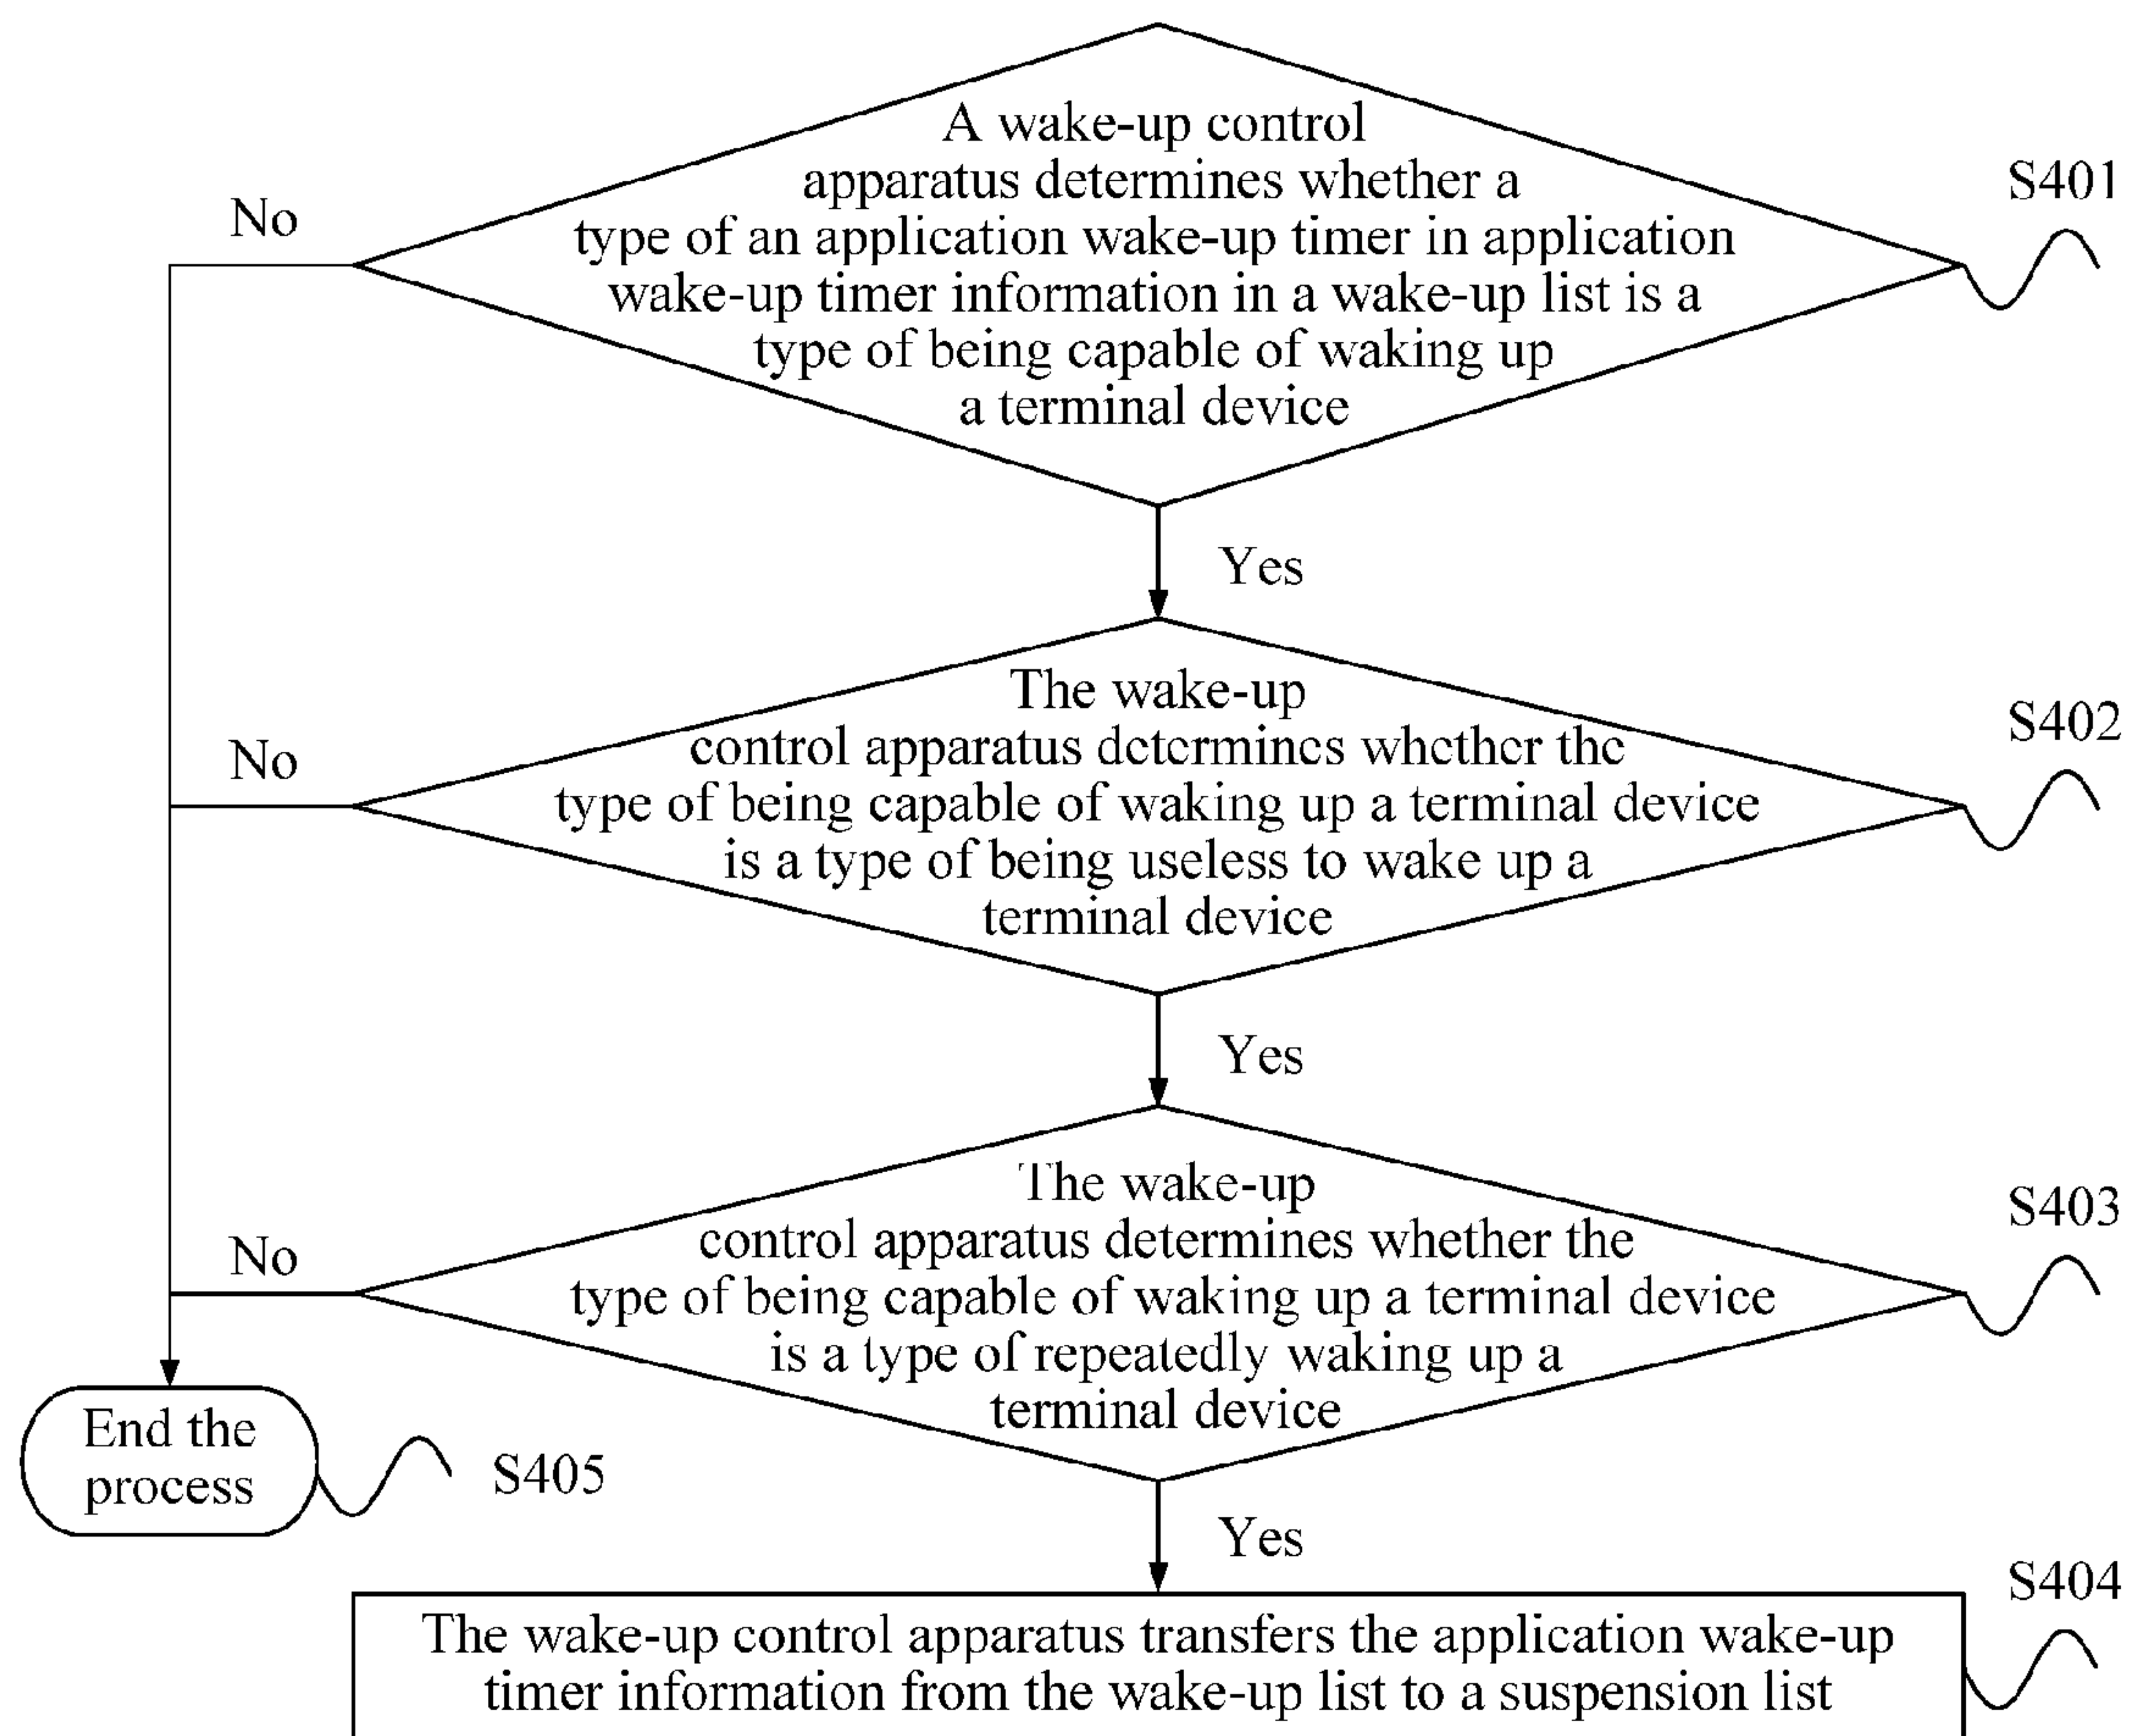 A wake-up control
apparatus determines whether a
type of an application wake-up timer in application
wake-up timer information in a wake-up list is a
type of being capable of waking up
a terminal device
S401
No
Yes
The wake-up
control apparatus determines whether the
type of being capable of waking up a terminal device
is a type of being useless to wake up a
terminal device
S402
No
Yes
The wake-up
control apparatus determines whether the
type of being capable of waking up a terminal device
is a type of repeatedly waking up a
terminal device
S403
No
End the
process
S405
Yes
S404
The wake-up control apparatus transfers the application wake-up
timer information from the wake-up list to a suspension list